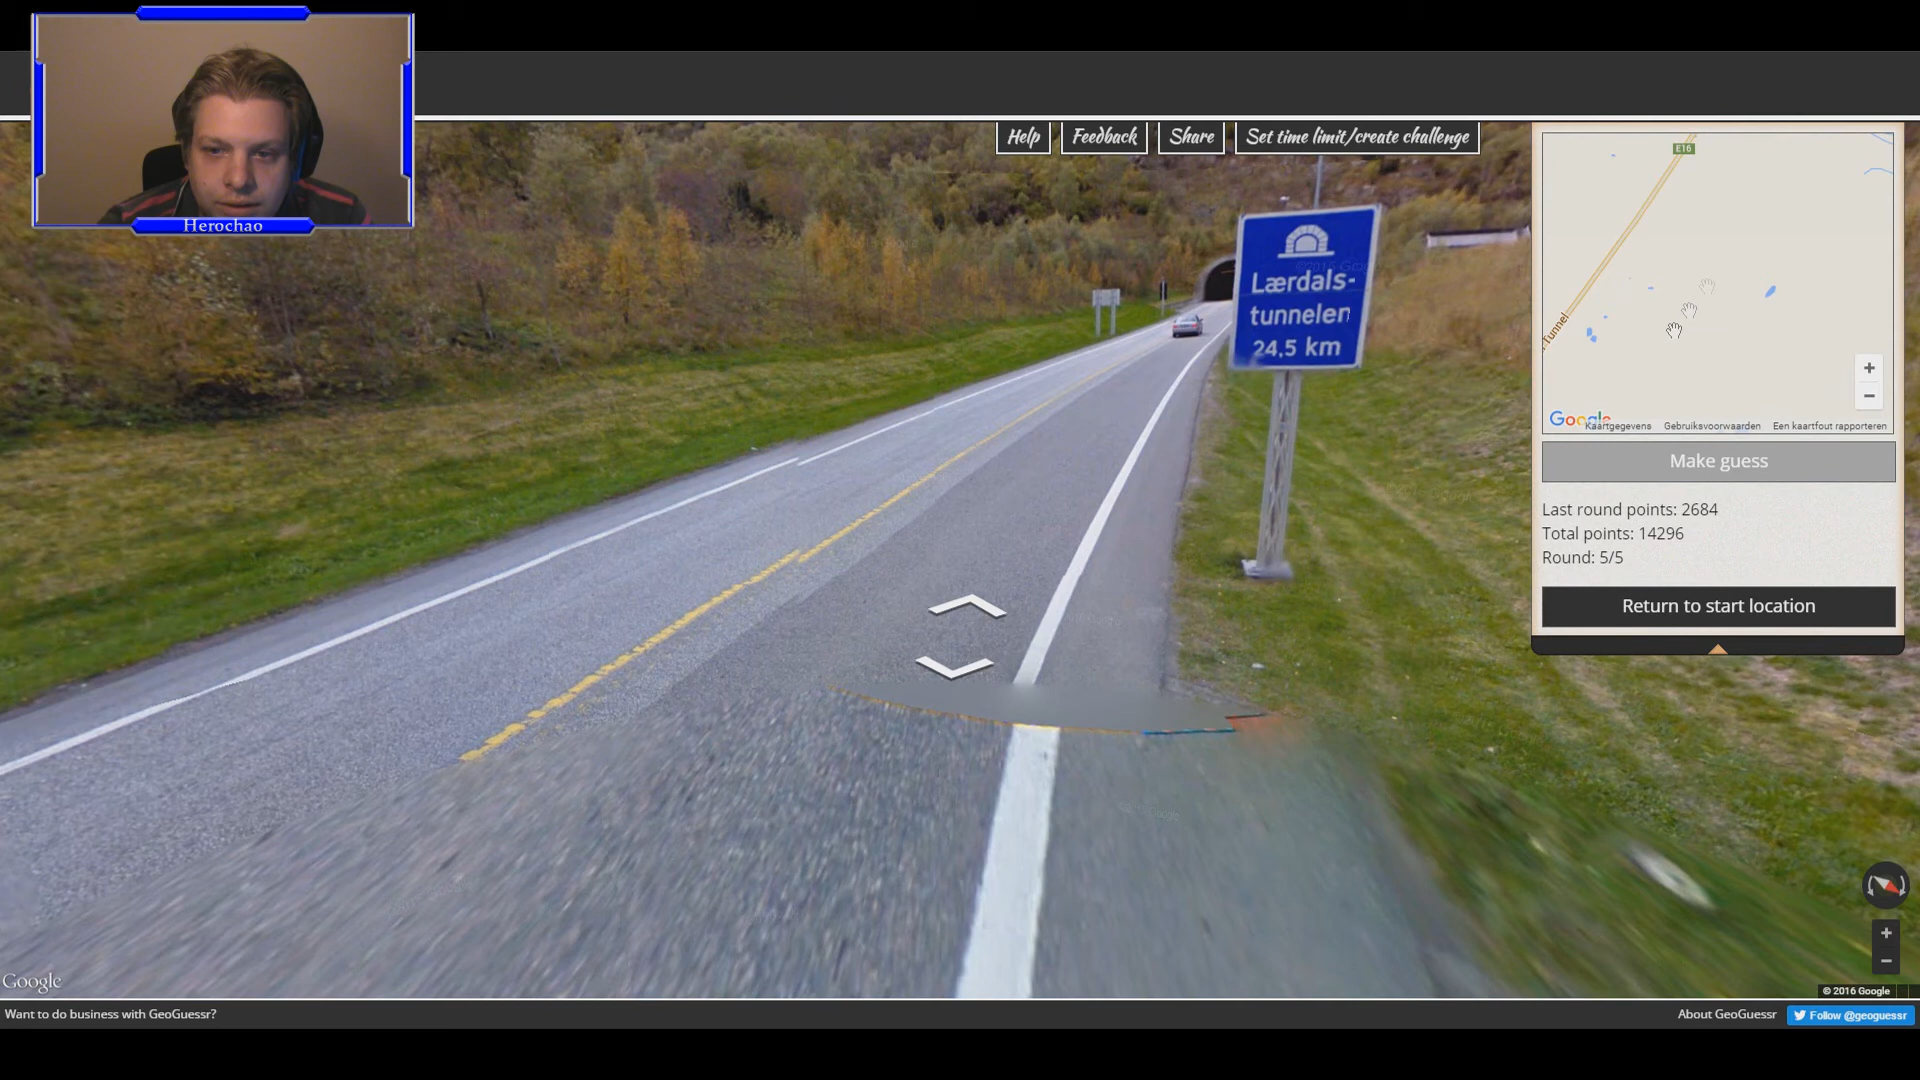 Herochao
Help
Feedback
Share
Set time limit/create challenge
Lærdals-
tunnelen
24,5 km
E16
Tunnel
Google
Kaartgegevens
Gebruiksvoorwaarden
Een kaartfout rapporteren
Make guess
Last round points: 2684
Total points: 14296
Round: 5/5
Return to start location
Google
© 2016 Google
Want to do business with GeoGuessr?
About GeoGuessr
Follow @geoguessr